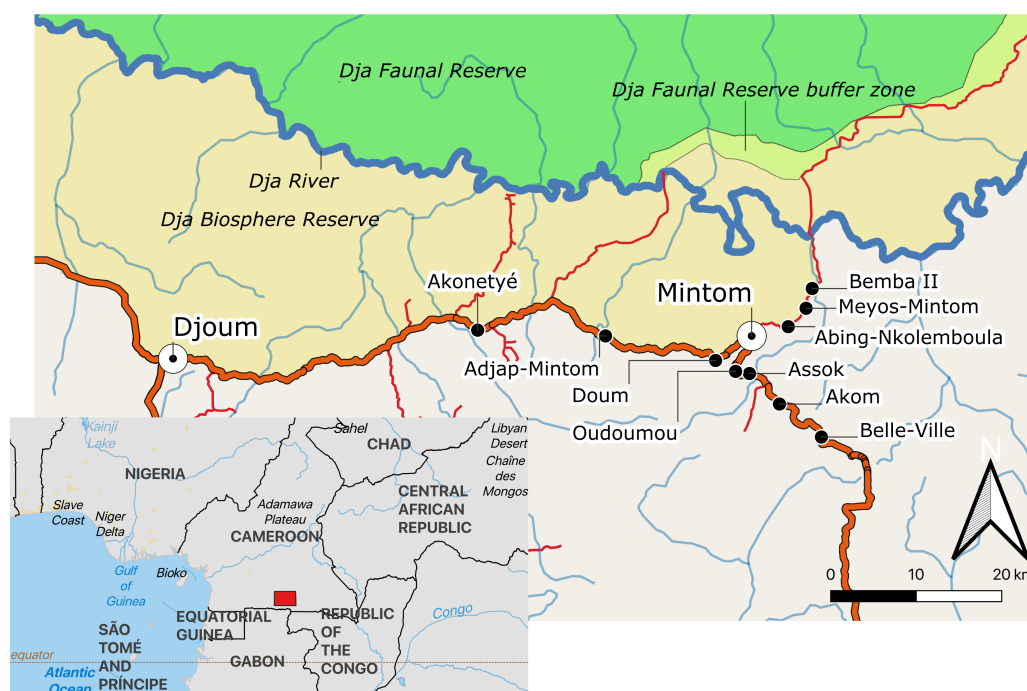 Dja Faunal Reserve
Dja Faunal Reserve buffer zone
Dja River
Dja Biosphere Reserve
Akonetyé
Mintom
Bemba II
Meyos-Mintom
Djoum
Abing-Nkolemboula
Adjap-Mintom
Assok
Doum
Akom
Oudoumou
Belle-Ville
N
0 10 20 km
Kainji
Lake
Sahel
CHAD
Libyan
Desert
NIGERIA
Chaîne
des
Mongos
Slave
Coast
Niger
Delta
Adamawa
Plateau
CENTRAL
AFRICAN
REPUBLIC
CAMEROON
Gulf
of
Guinea
Bioko
EQUATORIAL
GUINEA
REPUBLIC
OF
THE
CONGO
Congo
SÃO
TOMÉ
AND
PRÍNCIPE
GABON
equator
Atlantic
Ocean